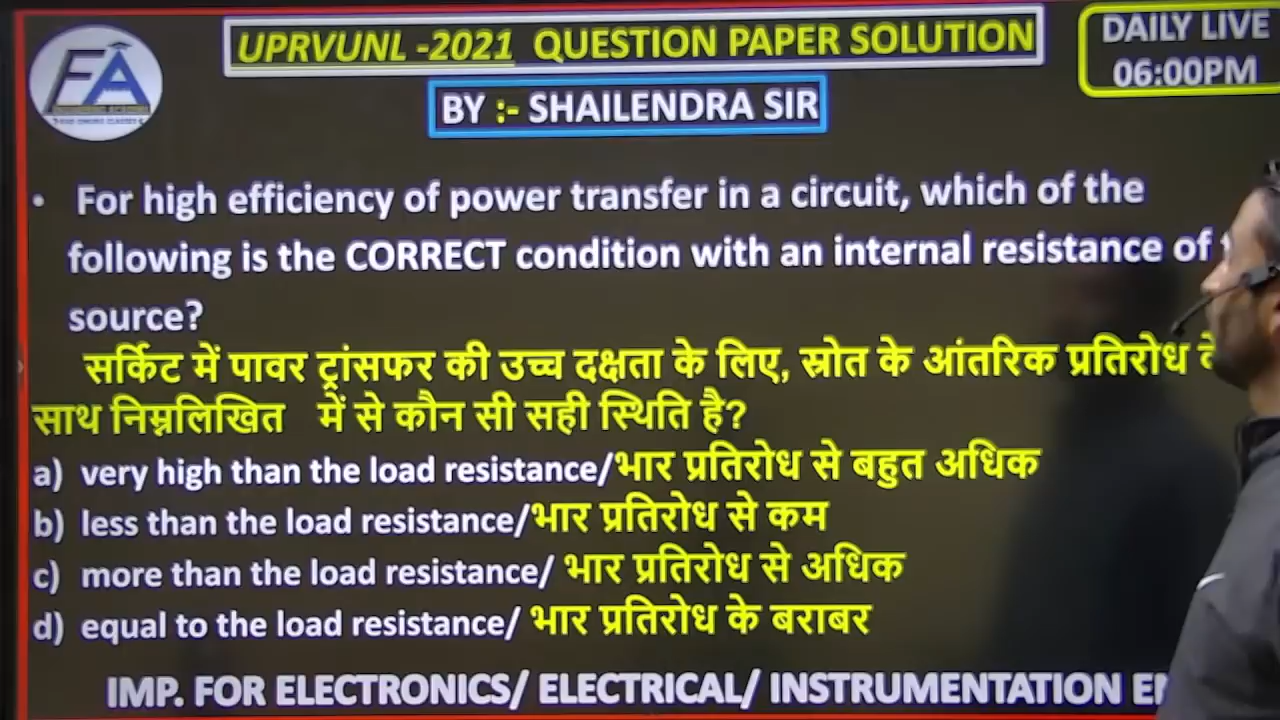 UPRVUNL -2021 QUESTION PAPER SOLUTION
DAILY LIVE
06:00PM
BY :- SHAILENDRA SIR
FA
• For high efficiency of power transfer in a circuit, which of the
following is the CORRECT condition with an internal resistance of
source?
सर्किट में पावर ट्रांसफर की उच्च दक्षता के लिए, स्रोत के आंतरिक प्रतिरोध
साथ निम्नलिखित में से कौन सी सही स्थिति है?
a) very high than the load resistance/भार प्रतिरोध से बहुत अधिक
b) less than the load resistance/भार प्रतिरोध से कम
c) more than the load resistance/ भार प्रतिरोध से अधिक
d) equal to the load resistance/ भार प्रतिरोध के बराबर
IMP. FOR ELECTRONICS/ ELECTRICAL/ INSTRUMENTATION